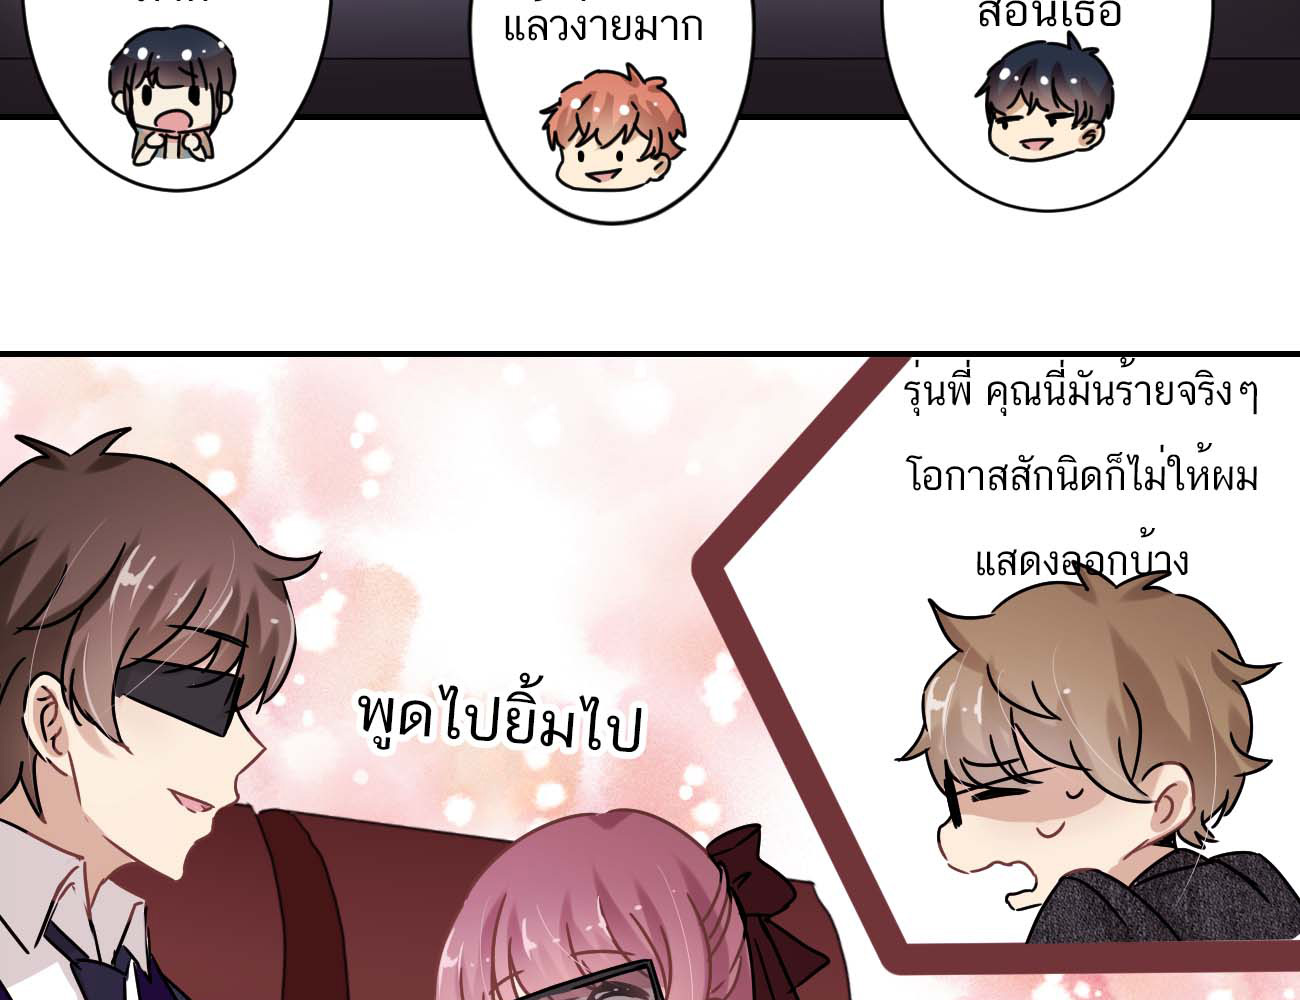 แล้วง่ายมาก
สอนเธอ
รุ่นพี่ คุณนี่มันร้ายจริงๆ
โอกาสสักนิดก็ไม่ให้ผม
แสดงออกบ้าง
พูดไปยิ้มไป